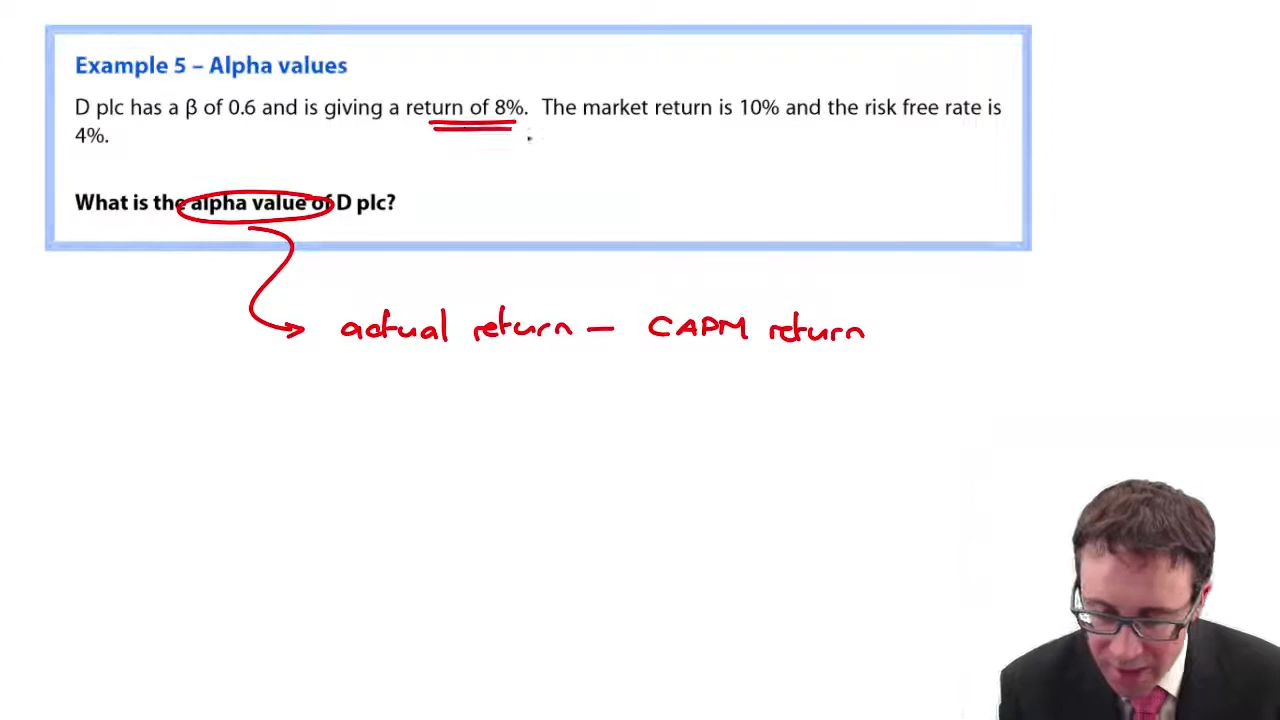 Example 5 – Alpha values
D plc has a β of 0.6 and is giving a return of 8%. The market return is 10% and the risk free rate is
4%.
What is the alpha value of D plc?
actual return – CAPM return